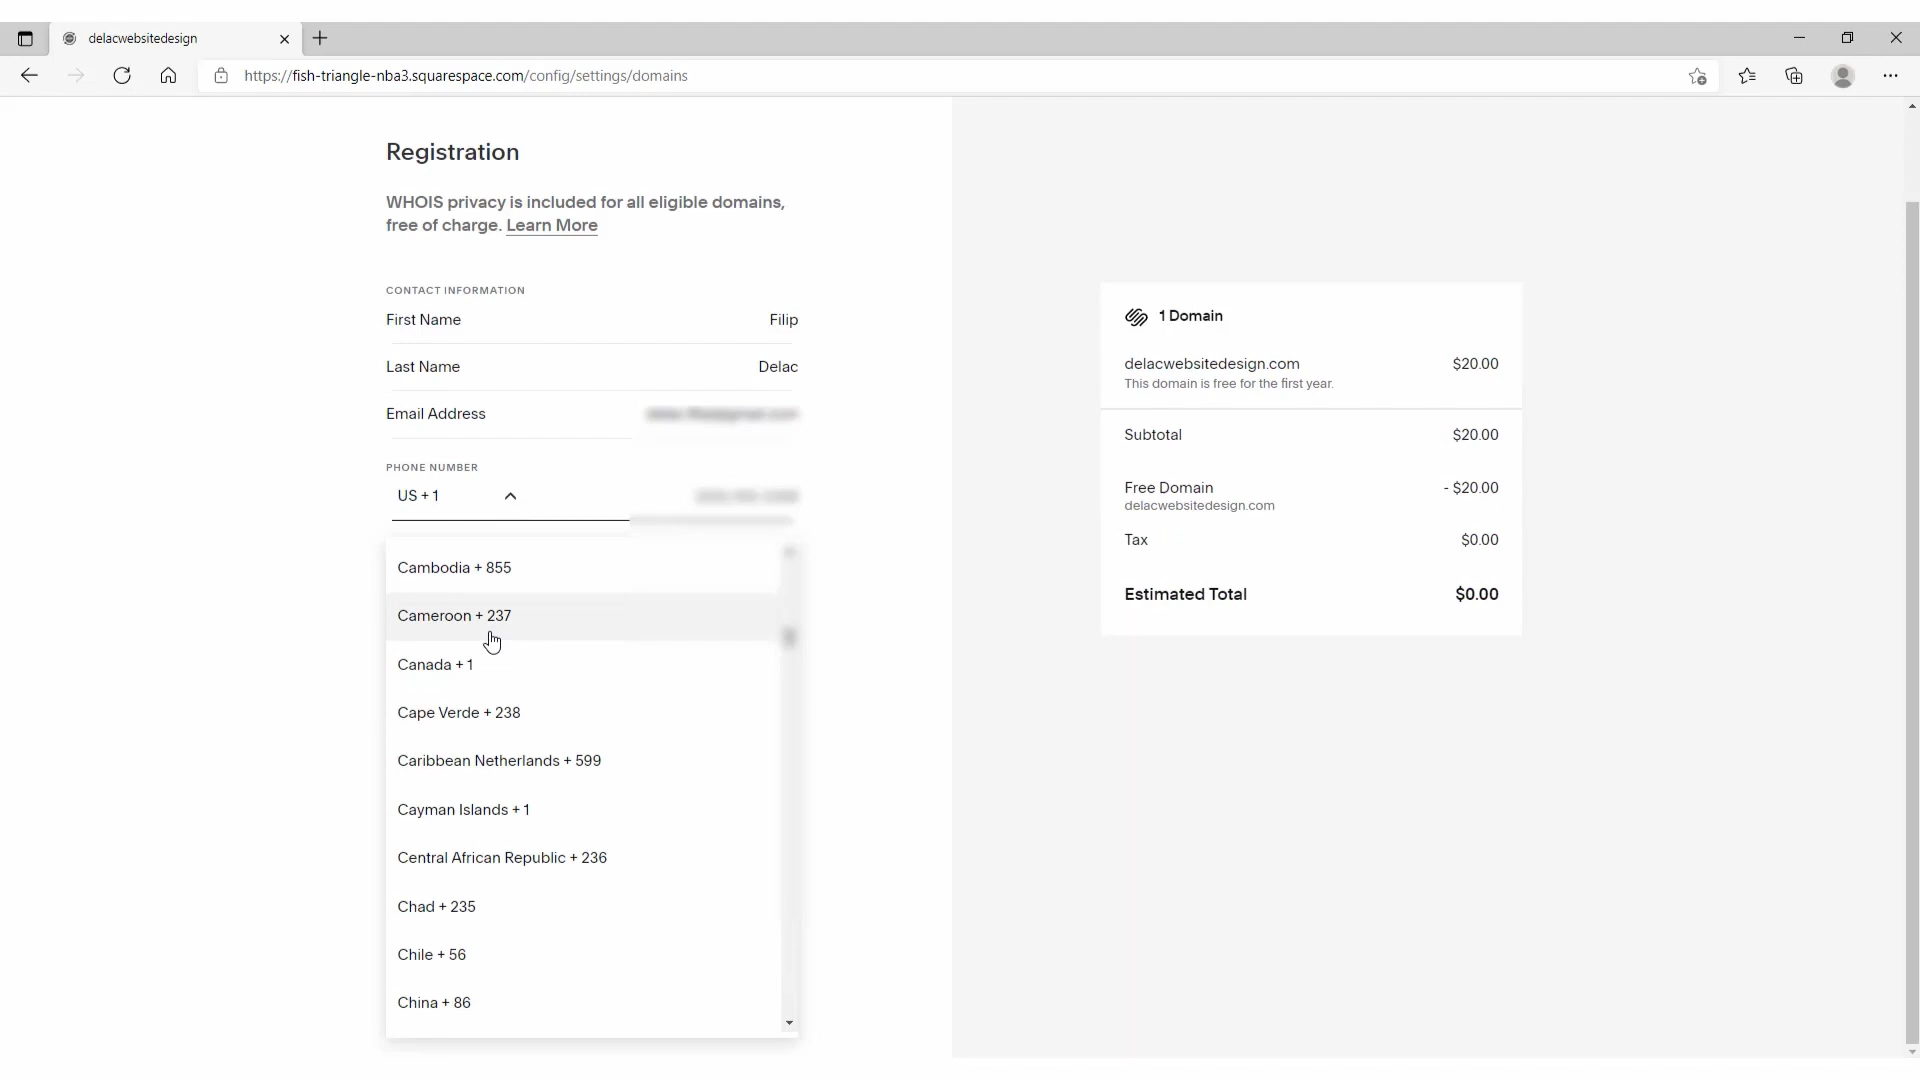 delacwebsitedesign
https://fish-triangle-nba3.squarespace.com/config/settings/domains
Registration
WHOIS privacy is included for all eligible domains,
free of charge. Learn More
CONTACT INFORMATION
First Name Filip
Last Name Delac
Email Address
PHONE NUMBER
US + 1
Cambodia + 855
Cameroon + 237
Canada + 1
Cape Verde + 238
Caribbean Netherlands + 599
Cayman Islands + 1
Central African Republic + 236
Chad + 235
Chile + 56
China + 86
1 Domain
delacwebsitedesign.com $20.00
This domain is free for the first year.
Subtotal $20.00
Free Domain - $20.00
delacwebsitedesign.com
Tax $0.00
Estimated Total $0.00